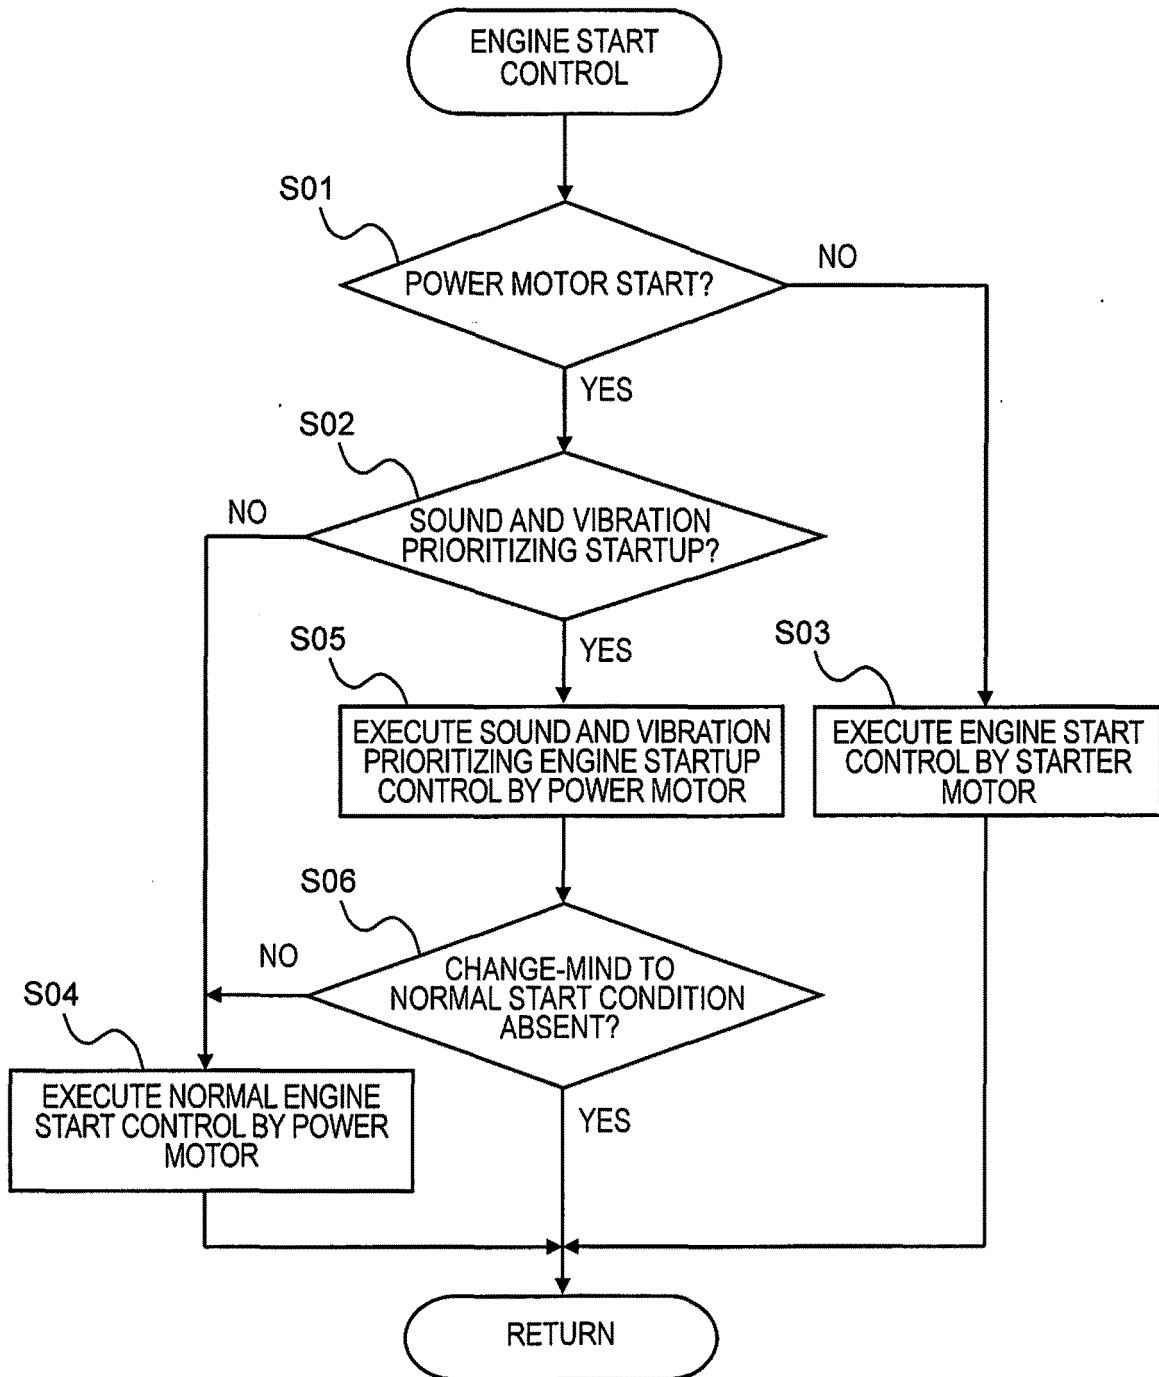 ENGINE START
CONTROL
S01
POWER MOTOR START?
NO
YES
S02
SOUND AND VIBRATION
PRIORITIZING STARTUP?
NO
YES
S05
EXECUTE SOUND AND VIBRATION
PRIORITIZING ENGINE STARTUP
CONTROL BY POWER MOTOR
S03
EXECUTE ENGINE START
CONTROL BY STARTER
MOTOR
S06
CHANGE-MIND TO
NORMAL START CONDITION
ABSENT?
NO
YES
S04
EXECUTE NORMAL ENGINE
START CONTROL BY POWER
MOTOR
RETURN